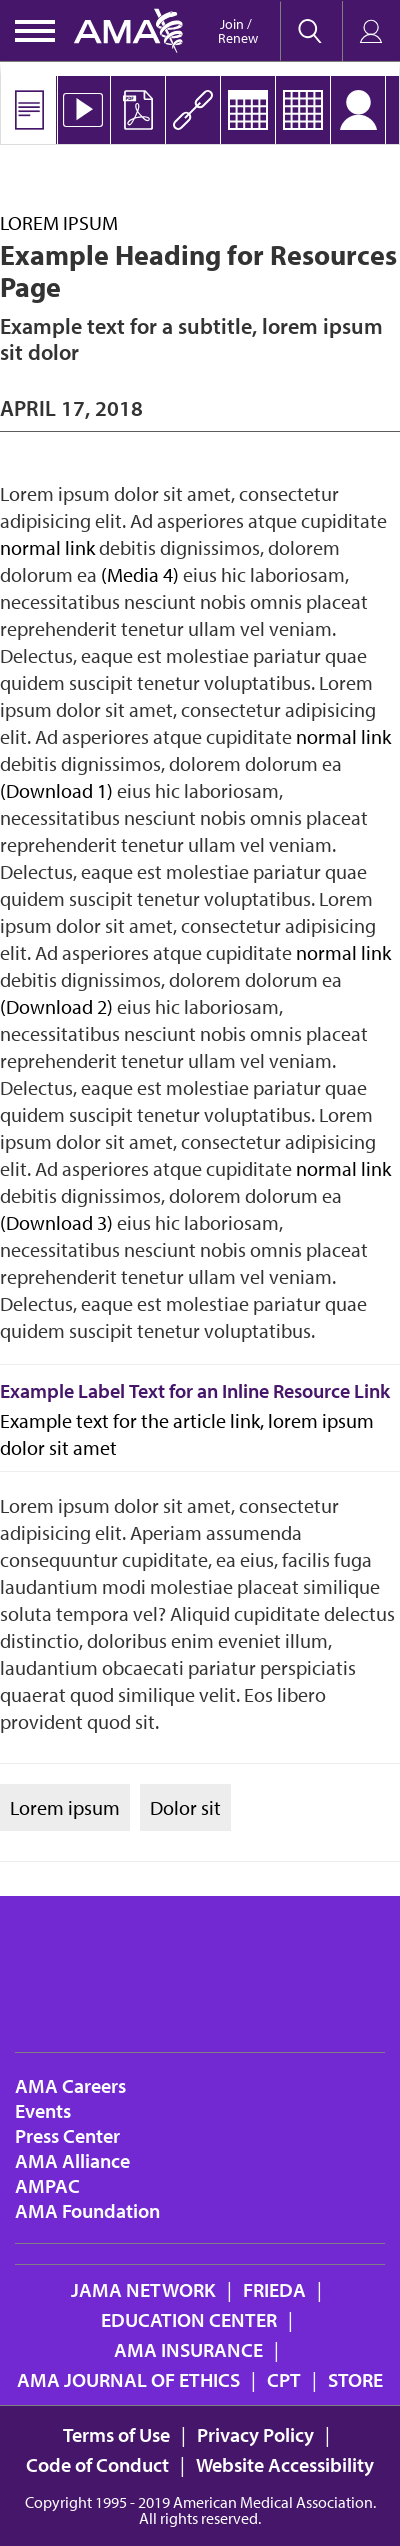 AMA
Join /
Renew
PDF
LOREM IPSUM
Example Heading for Resources
Page
Example text for a subtitle, lorem ipsum
sit dolor
APRIL 17, 2018
Lorem ipsum dolor sit amet, consectetur
adipisicing elit. Ad asperiores atque cupiditate
normal link debitis dignissimos, dolorem
dolorum ea (Media 4) eius hic laboriosam,
necessitatibus nesciunt nobis omnis placeat
reprehenderit tenetur ullam vel veniam.
Delectus, eaque est molestiae pariatur quae
quidem suscipit tenetur voluptatibus. Lorem
ipsum dolor sit amet, consectetur adipisicing
elit. Ad asperiores atque cupiditate normal link
debitis dignissimos, dolorem dolorum ea
(Download 1) eius hic laboriosam,
necessitatibus nesciunt nobis omnis placeat
reprehenderit tenetur ullam vel veniam.
Delectus, eaque est molestiae pariatur quae
quidem suscipit tenetur voluptatibus. Lorem
ipsum dolor sit amet, consectetur adipisicing
elit. Ad asperiores atque cupiditate normal link
debitis dignissimos, dolorem dolorum ea
(Download 2) eius hic laboriosam,
necessitatibus nesciunt nobis omnis placeat
reprehenderit tenetur ullam vel veniam.
Delectus, eaque est molestiae pariatur quae
quidem suscipit tenetur voluptatibus. Lorem
ipsum dolor sit amet, consectetur adipisicing
elit. Ad asperiores atque cupiditate normal link
debitis dignissimos, dolorem dolorum ea
(Download 3) eius hic laboriosam,
necessitatibus nesciunt nobis omnis placeat
reprehenderit tenetur ullam vel veniam.
Delectus, eaque est molestiae pariatur quae
quidem suscipit tenetur voluptatibus.
Example Label Text for an Inline Resource Link
Example text for the article link, lorem ipsum
dolor sit amet
Lorem ipsum dolor sit amet, consectetur
adipisicing elit. Aperiam assumenda
consequuntur cupiditate, ea eius, facilis fuga
laudantium modi molestiae placeat similique
soluta tempora vel? Aliquid cupiditate delectus
distinctio, doloribus enim eveniet illum,
laudantium obcaecati pariatur perspiciatis
quaerat quod similique velit. Eos libero
provident quod sit.
Lorem ipsum Dolor sit
AMA Careers
Events
Press Center
AMA Alliance
AMPAC
AMA Foundation
JAMA NETWORK | FRIEDA |
EDUCATION CENTER |
AMA INSURANCE |
AMA JOURNAL OF ETHICS | CPT | STORE
Terms of Use | Privacy Policy |
Code of Conduct | Website Accessibility
Copyright 1995 - 2019 American Medical Association.
All rights reserved.